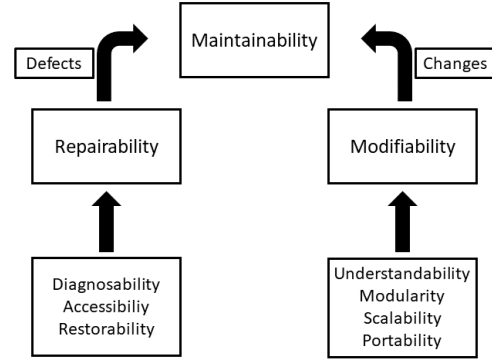 Maintainability
Defects
Changes
Repairability
Modifiability
Diagnosability
Accessibiliy
Restorability
Understandability
Modularity
Scalability
Portability